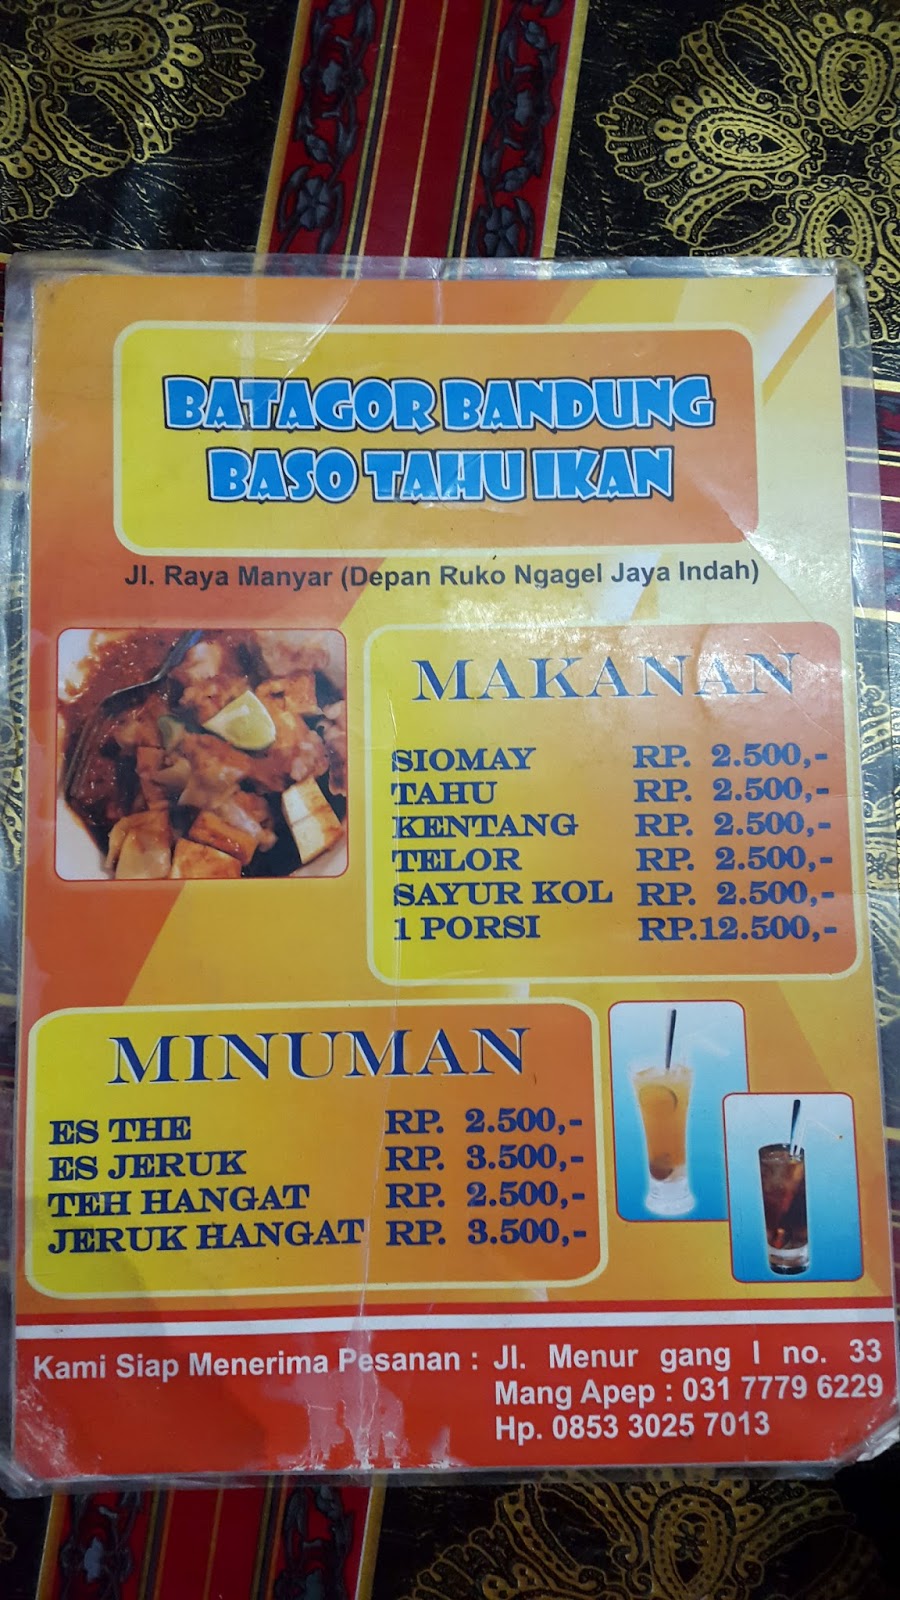 BATAGOR BANDUNG
BASO TAHU IKAN
Jl. Raya Manyar (Depan Ruko Ngagel Jaya Indah)
MAKANAN
SIOMAY RP. 2.500,-
TAHU RP. 2.500,-
KENTANG RP. 2.500,-
TELOR RP. 2.500,-
SAYUR KOL RP. 2.500,-
1 PORSI RP.12.500,-
MINUMAN
ES THE RP. 2.500,-
ES JERUK RP. 3.500,-
TEH HANGAT RP. 2.500,-
JERUK HANGAT RP. 3.500,-
Kami Siap Menerima Pesanan : Jl. Menur gang I no. 33
Mang Apep : 031 7779 6229
Hp. 0853 3025 7013